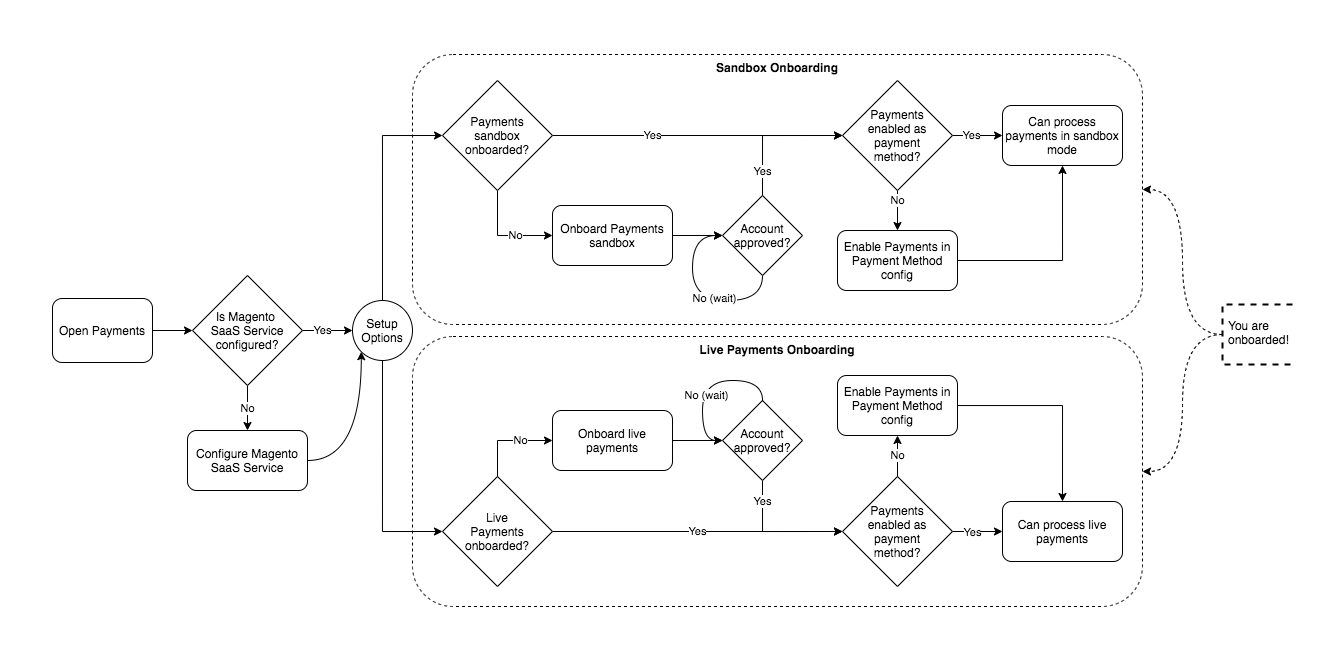 Sandbox Onboarding
Payments
sandbox
onboarded?
Yes
No
Onboard Payments
sandbox
Account
approved?
Yes
No (wait)
Payments
enabled as
payment
method?
Yes
No
Enable Payments in
Payment Method
config
Can process
payments in sandbox
mode
Open Payments
Is Magento
SaaS Service
configured?
Yes
No
Configure Magento
SaaS Service
Setup
Options
You are
onboarded!
Live Payments Onboarding
Live
Payments
onboarded?
No
Yes
Onboard live
payments
No (wait)
Account
approved?
Yes
Enable Payments in
Payment Method
config
No
Payments
enabled as
payment
method?
Yes
Can process live
payments